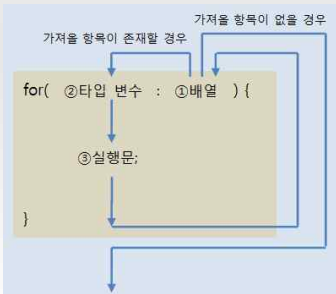 가져올 항목이 없을 경우
가져올 항목이 존재할 경우
for( ②타입 변수 : ①배열 ) {
③실행문;
}